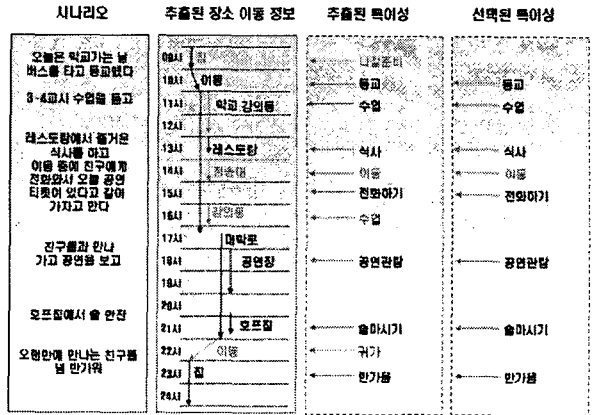 시나리오
추출된 장소 이동 정보
추출된 특이성
선택된 특이성
오늘은 학교가는 날
버스를 타고 등교했다
3-4교시 수업을 듣고
레스토랑에서 즐거운
식사를 하고
이동 중에 친구에게
전화와서 오늘 공연
티켓이 있다고 같이
가자고 한다
친구들과 만나
가고 공연을 보고
호프집에서 술 한잔
오랜만에 만나는 친구들
넘 반가워
09시
집
10시
이동
11시
학교 강의동
12시
13시
레스토랑
14시
15시
16시
강의동
17시
대학로
18시
공연장
19시
20시
21시
호프집
22시
이동
23시
집
24시
나갈준비
등교
수업
식사
이동
전화하기
수업
공연관람
술마시기
귀가
반가움
등교
수업
식사
이동
전화하기
공연관람
술마시기
반가움